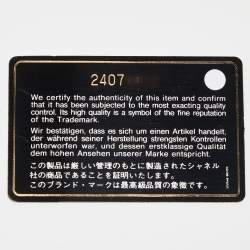 2407
We certify the authenticity of this item and confirm
that it has been subjected to the most exacting quality
control. Its high quality is a symbol of the fine reputation
of the Trademark.
Wir bestätigen, dass es sich um einen Artikel handelt,
der während seiner Herstellung strengsten Kontrollen
unterworfen war, und dessen erstklassige Qualität
dem hohen Ansehen unserer Marke entspricht.
この製品は厳しい管理のもとに製造されたシャネル
社の商品であることを証明いたします。
このブランド・マークは最高級品質の象徴です。